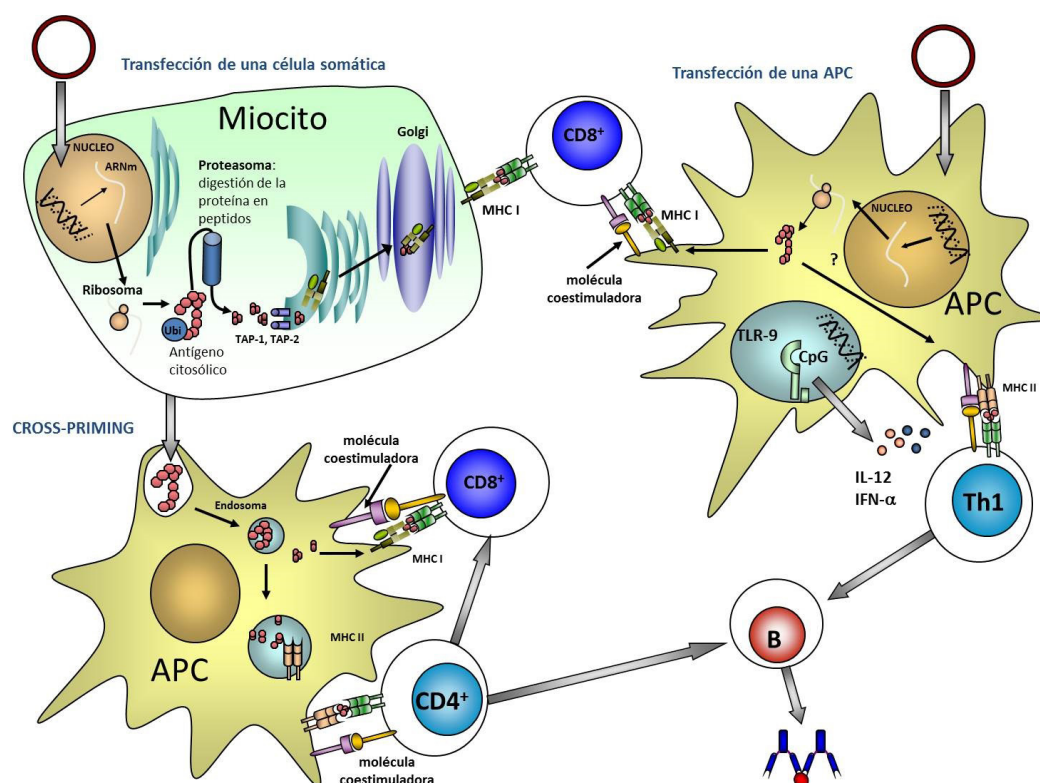 Transfección de una célula somática
Miocito
NUCLEO
ARNm
Proteasoma:
digestión de la
proteína en
peptidos
Golgi
Ribosoma
Ubi
Antígeno
citosólico
TAP-1, TAP-2
CD8+
MHC I
MHC I
molécula
coestimuladora
Transfección de una APC
NUCLEO
?
APC
TLR-9
CpG
MHC II
IL-12
IFN-α
Th1
CROSS-PRIMING
molécula
coestimuladora
CD8+
Endosoma
MHC I
MHC II
APC
CD4+
molécula
coestimuladora
B